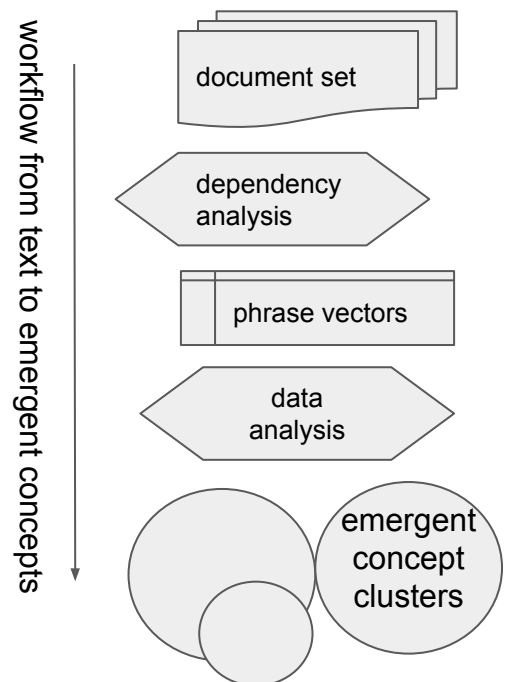 workflow from text to emergent concepts
document set
dependency
analysis
phrase vectors
data
analysis
emergent
concept
clusters